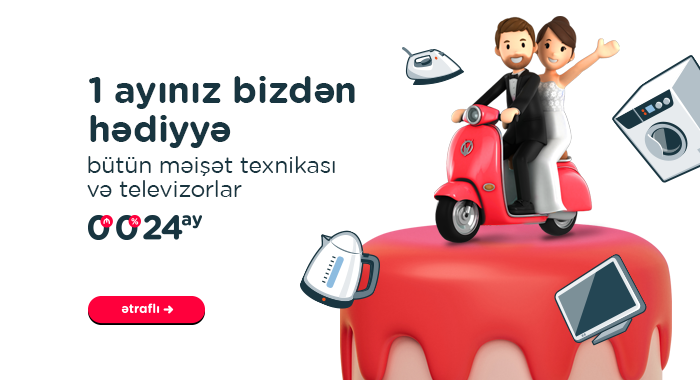 1 ayınız bizdən
hədiyyə
bütün məişət texnikası
və televizorlar
0₼ 0% 24ay
ətraflı →